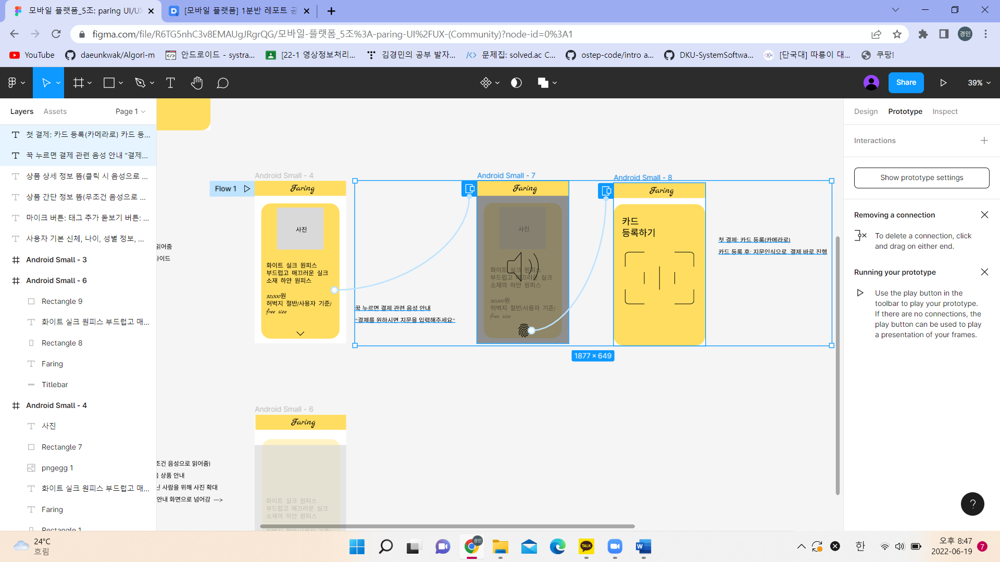 모바일 플랫폼_5조: paring UI/UX
[모바일 플랫폼] 1분반 레포트 공
figma.com/file/R6TG5nhC3v8EMAUgJRgrQG/모바일-플랫폼_5조%3A-paring-UI%2FUX-(Community)?node-id=0%3A1
경민
YouTube
daeunkwak/Algori-m
안드로이드 - systra...
[22-1 영상정보처리...
김경민의 공부 발자...
문제집: solved.ac C...
ostep-code/intro a...
DKU-SystemSoftwa...
[단국대] 따릉이 대...
쿠팡!
Share
39%
Layers
Assets
Page 1
첫 결제: 카드 등록(카메라로) 카드 등...
꾹 누르면 결제 관련 음성 안내 “결제...
상품 상세 정보 뜸(클릭 시 음성으로 ...
상품 간단 정보 뜸(무조건 음성으로 ...
마이크 버튼: 태그 추가 돋보기 버튼: ...
사용자 기본 신체, 나이, 성별 정보, ...
Android Small - 3
Android Small - 6
Rectangle 9
화이트 실크 원피스 부드럽고 매...
Rectangle 8
Faring
Titlebar
Android Small - 4
사진
Rectangle 7
pngegg 1
화이트 실크 원피스 부드럽고 매...
Faring
Rectangle 1
읽어줌
조건 음성으로 읽어줌)
상품 안내
사람을 위해 사진 확대
안내 화면으로 넘어감 --->
Android Small - 4
Flow 1
Faring
사진
화이트 실크 원피스
부드럽고 매끄러운 실크
소재 하얀 원피스
32,000원
허벅지 절반(사용자 기준)
free size
꾹 누르면 결제 관련 음성 안내
“결제를 원하시면 지문을 입력해주세요”
Android Small - 7
Faring
사진
화이트 실크 원피스
부드럽고 매끄러운 실크
소재의 하얀 원피스
32,000원
허벅지 절반(사용자 기준)
free size
Android Small - 8
Faring
카드
등록하기
첫 결제: 카드 등록(카메라로)
카드 등록 후: 지문인식으로 결제 바로 진행
1877 × 649
Android Small - 6
Faring
화이트 실크 원피스
부드럽고 매끄러운 실크
소재의 하얀 원피스
Design
Prototype
Inspect
Interactions
Show prototype settings
Removing a connection
To delete a connection, click
and drag on either end.
Running your prototype
Use the play button in the
toolbar to play your prototype.
If there are no connections, the
play button can be used to play
a presentation of your frames.
?
24°C
흐림
경민
TALK
한
오후 8:47
2022-06-19
7